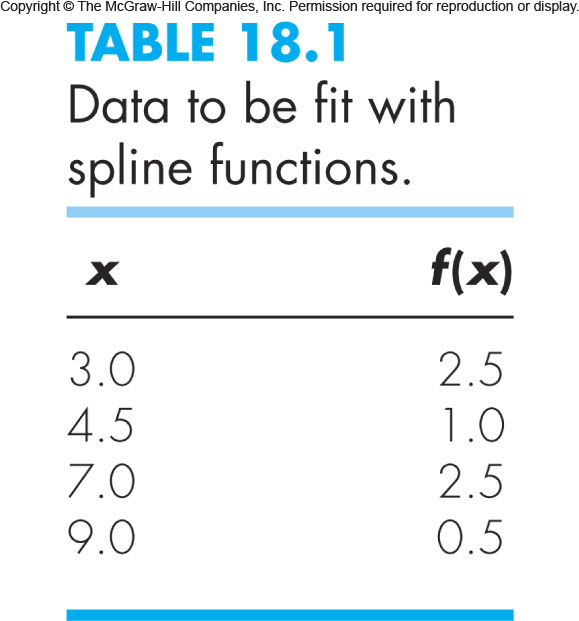 Copyright © The McGraw-Hill Companies, Inc. Permission required for reproduction or display.
TABLE 18.1
Data to be fit with
spline functions.
x f(x)
3.0 2.5
4.5 1.0
7.0 2.5
9.0 0.5